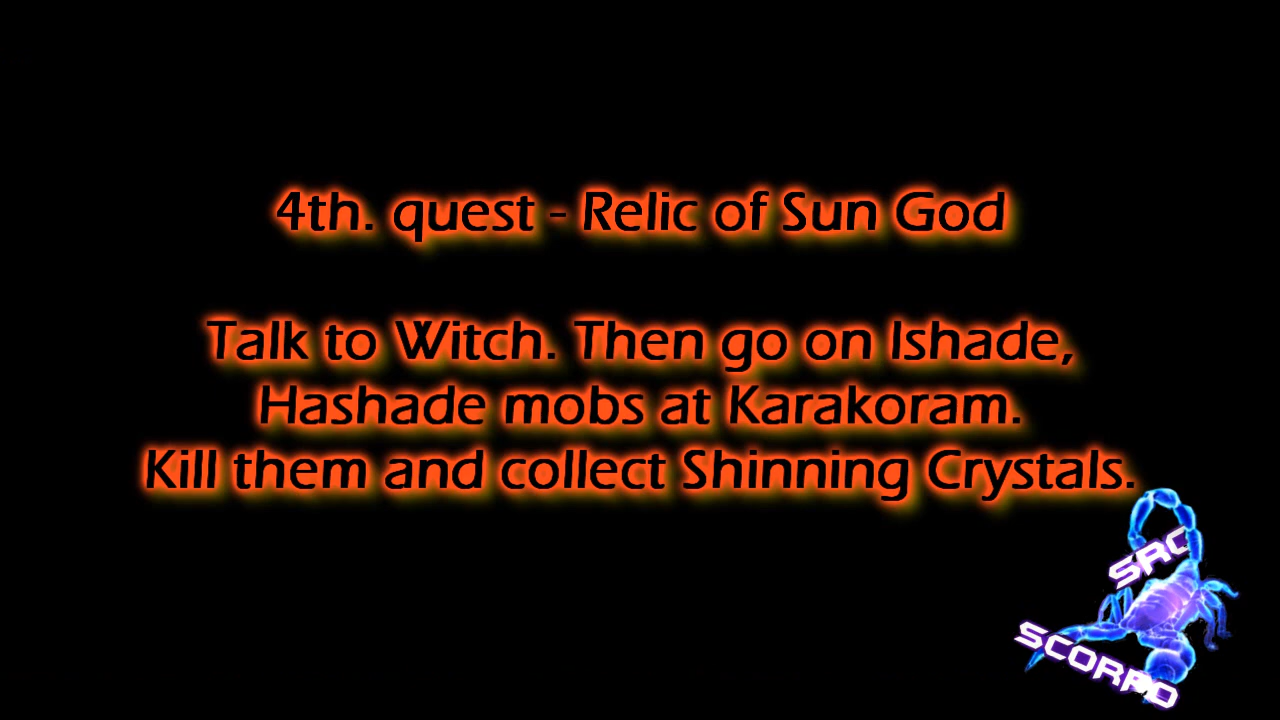 4th. quest - Relic of Sun God
Talk to Witch. Then go on Ishade,
Hashade mobs at Karakoram.
Kill them and collect Shinning Crystals.
SRC
SCORPIO